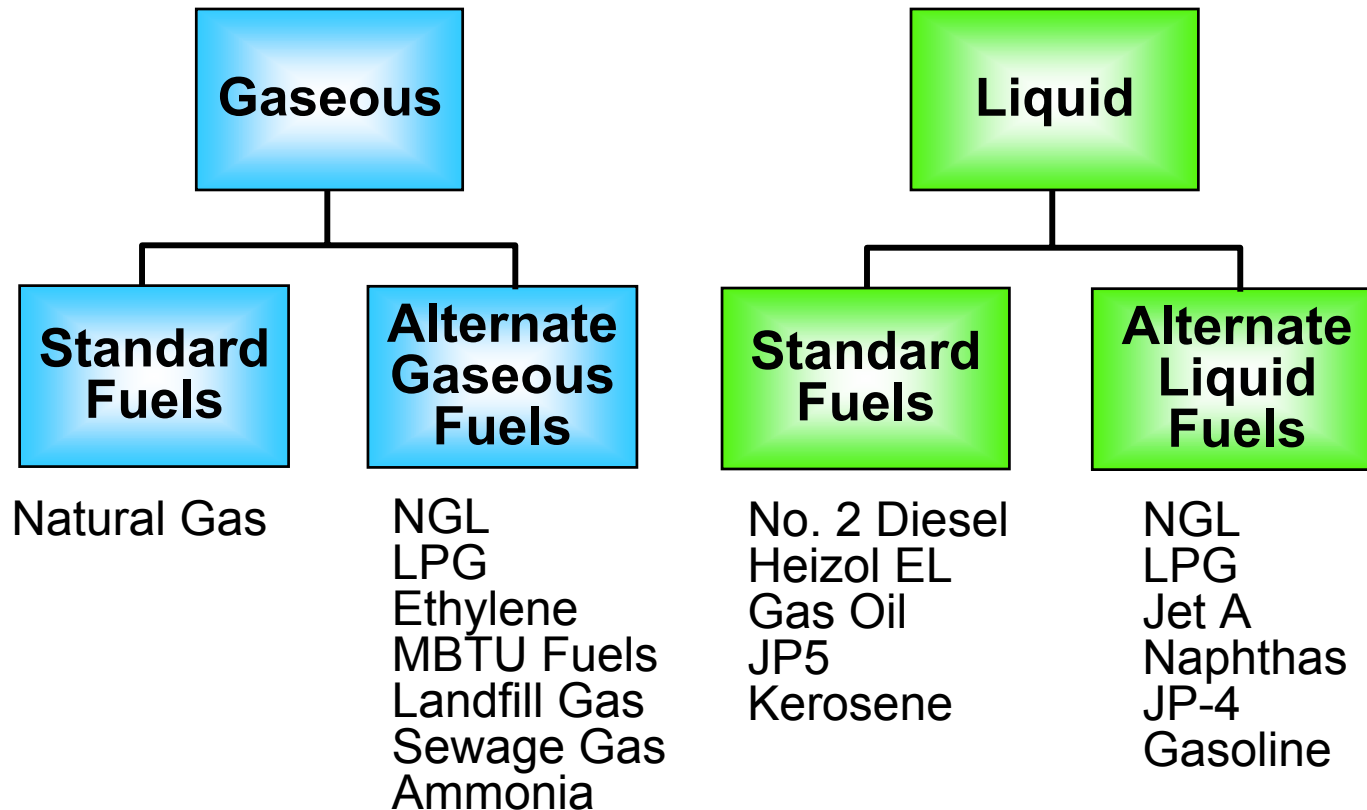 Gaseous
Liquid
Standard
Fuels
Alternate
Gaseous
Fuels
Standard
Fuels
Alternate
Liquid
Fuels
Natural Gas
NGL
LPG
Ethylene
MBTU Fuels
Landfill Gas
Sewage Gas
Ammonia
No. 2 Diesel
Heizol EL
Gas Oil
JP5
Kerosene
NGL
LPG
Jet A
Naphthas
JP-4
Gasoline